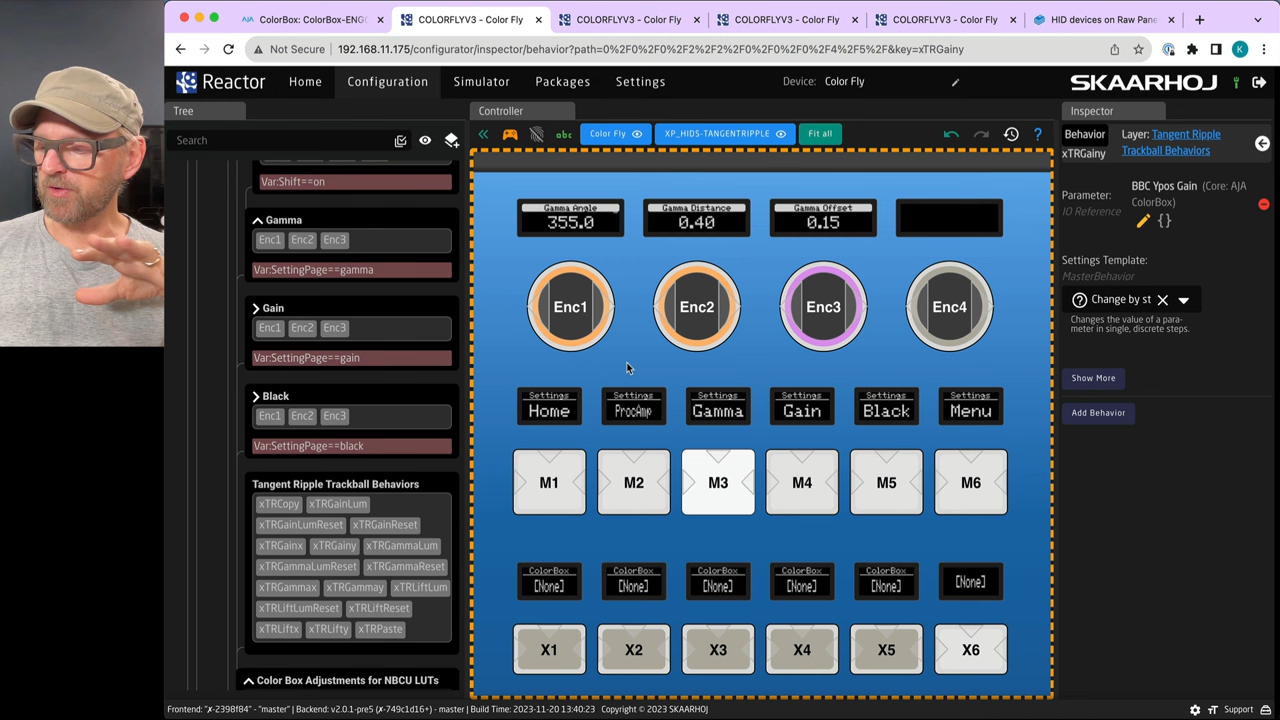 ColorBox: ColorBox-ENG
COLORFLYV3 - Color Fly
COLORFLYV3 - Color Fly
COLORFLYV3 - Color Fly
COLORFLYV3 - Color Fly
HID devices on Raw Pane
Not Secure
192.168.11.175/configurator/inspector/behavior?path=0%2F0%2F0%2F2%2F2%2F0%2F0%2F0%2F4%2F5%2F&key=xTRGainy
K
Reactor
Home
Configuration
Simulator
Packages
Settings
Device:
Color Fly
SKAARHOJ
Tree
Controller
Inspector
Search
abc
Color Fly
XP_HIDS-TANGENTRIPPLE
Fit all
?
Behavior
xTRGainy
Layer: Tangent Ripple
Trackball Behaviors
Var:Shift==on
Gamma
Enc1 Enc2 Enc3
Var:SettingPage==gamma
Gain
Enc1 Enc2 Enc3
Var:SettingPage==gain
Black
Enc1 Enc2 Enc3
Var:SettingPage==black
Tangent Ripple Trackball Behaviors
xTRCopy xTRGainLum
xTRGainLumReset xTRGainReset
xTRGainx xTRGainy xTRGammaLum
xTRGammaLumReset xTRGammaReset
xTRGammax xTRGammay xTRLiftLum
xTRLiftLumReset xTRLiftReset
xTRLiftx xTRLifty xTRPaste
Color Box Adjustments for NBCU LUTs
Gamma Angle
355.0
Gamma Distance
0.40
Gamma Offset
0.15
Enc1
Enc2
Enc3
Enc4
Settings
Home
Settings
ProcAmp
Settings
Gamma
Settings
Gain
Settings
Black
Settings
Menu
M1
M2
M3
M4
M5
M6
ColorBox
[None]
ColorBox
[None]
ColorBox
[None]
ColorBox
[None]
ColorBox
[None]
[None]
X1
X2
X3
X4
X5
X6
Parameter:
IO Reference
BBC Ypos Gain (Core: AJA
ColorBox)
{}
Settings Template:
MasterBehavior
Change by st
Changes the value of a para-
meter in single, discrete steps.
Show More
Add Behavior
Frontend: "✗-2398f84" - "master" | Backend: v2.0.1-pre5 (✗-749c1d16+) - master | Build Time: 2023-11-20 13:40:23 Copyright © 2023 SKAARHOJ
Support